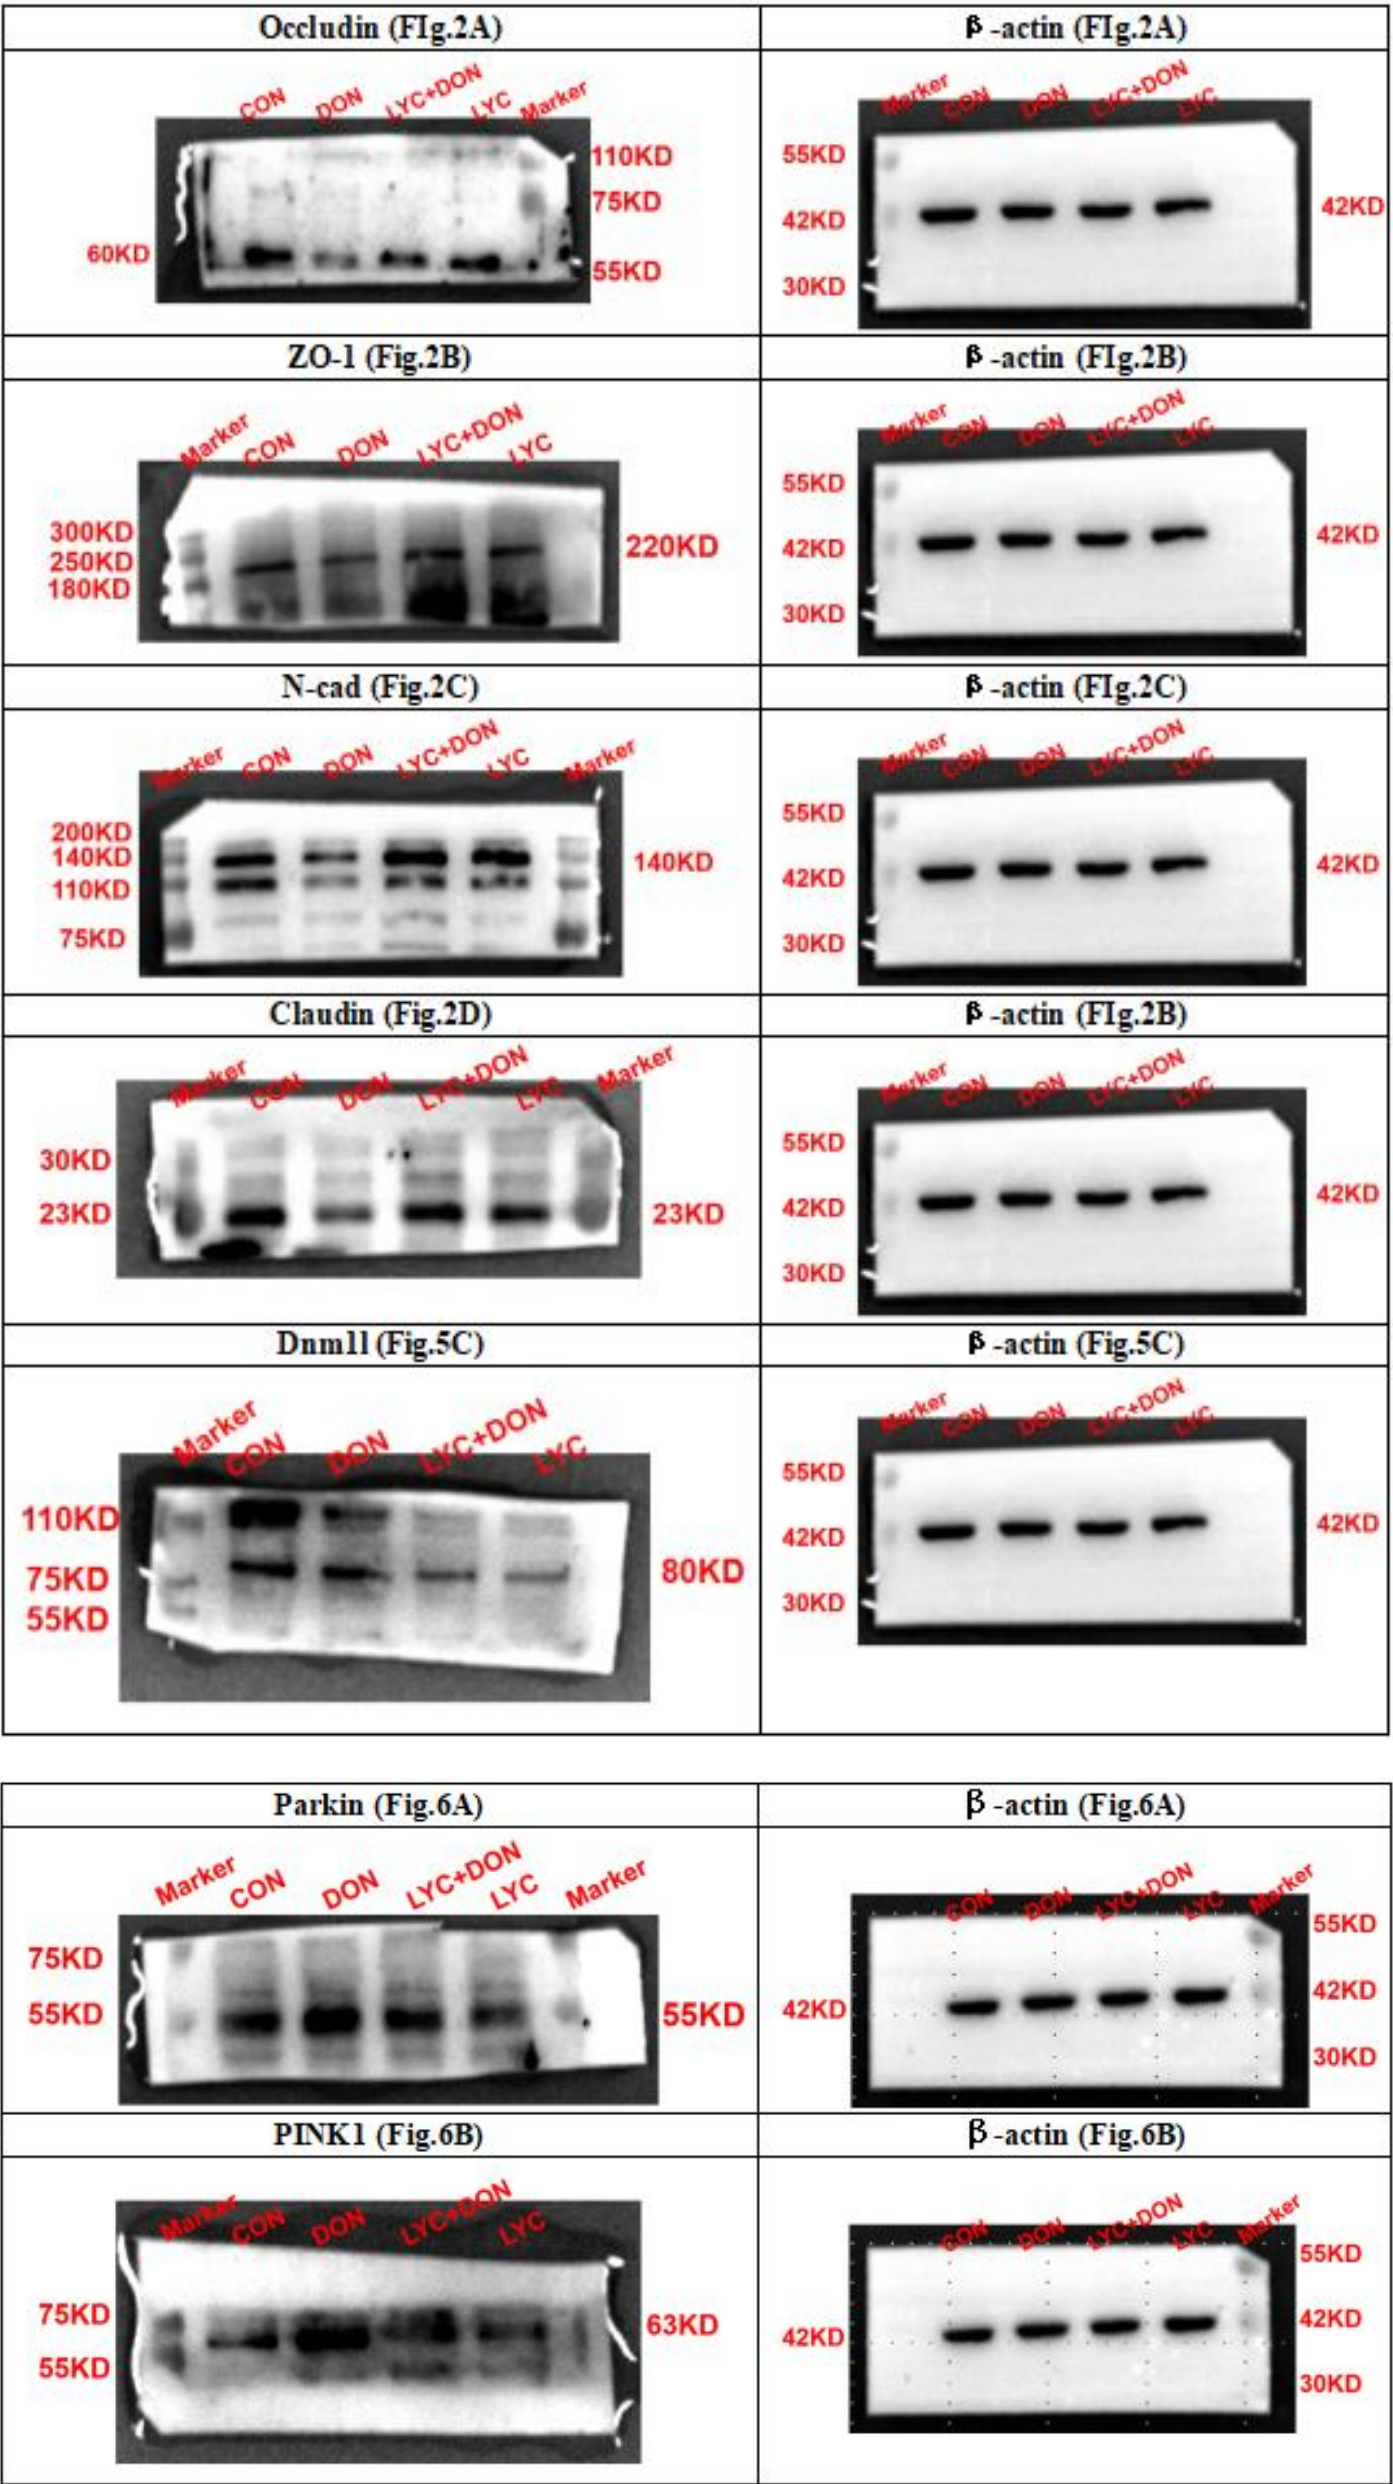 Occludin (FIg.2A)
β-actin (FIg.2A)
CON DON LYC+DON LYC Marker
110KD
75KD
60KD
55KD
Marker CON DON LYC+DON LYC
55KD
42KD
42KD
30KD
ZO-1 (Fig.2B)
β-actin (FIg.2B)
Marker CON DON LYC+DON LYC
300KD
250KD
180KD
220KD
Marker CON DON LYC+DON LYC
55KD
42KD
42KD
30KD
N-cad (Fig.2C)
β-actin (FIg.2C)
Marker CON DON LYC+DON LYC Marker
200KD
140KD
140KD
110KD
75KD
Marker CON DON LYC+DON LYC
55KD
42KD
42KD
30KD
Claudin (Fig.2D)
β-actin (FIg.2B)
Marker CON DON LYC+DON LYC Marker
30KD
23KD
23KD
Marker CON DON LYC+DON LYC
55KD
42KD
42KD
30KD
Dnm1l (Fig.5C)
β-actin (Fig.5C)
Marker CON DON LYC+DON LYC
110KD
75KD
80KD
55KD
Marker CON DON LYC+DON LYC
55KD
42KD
42KD
30KD
Parkin (Fig.6A)
β-actin (Fig.6A)
Marker CON DON LYC+DON LYC Marker
75KD
55KD
55KD
CON DON LYC+DON LYC Marker
55KD
42KD
42KD
30KD
PINK1 (Fig.6B)
β-actin (Fig.6B)
Marker CON DON LYC+DON LYC
75KD
63KD
55KD
CON DON LYC+DON LYC Marker
55KD
42KD
42KD
30KD